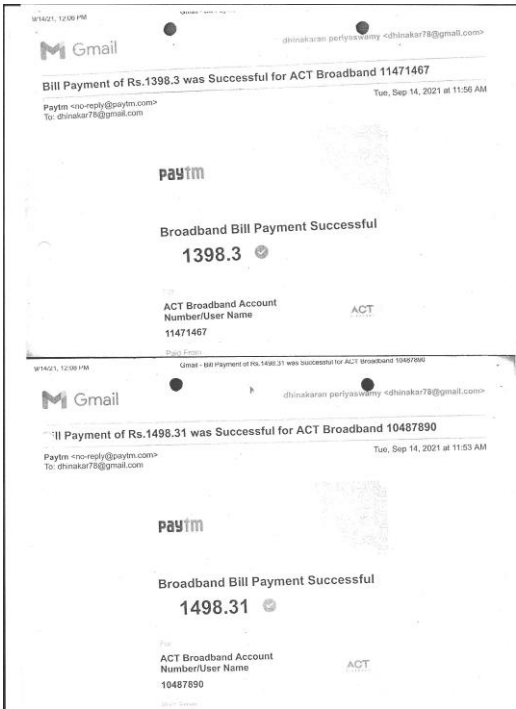 9/14/21, 12:06 PM
Gmail
dhinakaran periyaswamy <dhinakar78@gmail.com>
Bill Payment of Rs.1398.3 was Successful for ACT Broadband 11471467
Paytm <no-reply@paytm.com>
To: dhinakar78@gmail.com
Tue, Sep 14, 2021 at 11:56 AM
paytm
Broadband Bill Payment Successful
1398.3
ACT Broadband Account
Number/User Name
ACT
11471467
Paid From
9/14/21, 12:06 PM
Gmail - Bill Payment of Rs.1498.31 was Successful for ACT Broadband 10487890
Gmail
dhinakaran periyaswamy <dhinakar78@gmail.com>
ill Payment of Rs.1498.31 was Successful for ACT Broadband 10487890
Paytm <no-reply@paytm.com>
To: dhinakar78@gmail.com
Tue, Sep 14, 2021 at 11:53 AM
paytm
Broadband Bill Payment Successful
1498.31
ACT Broadband Account
Number/User Name
ACT
10487890